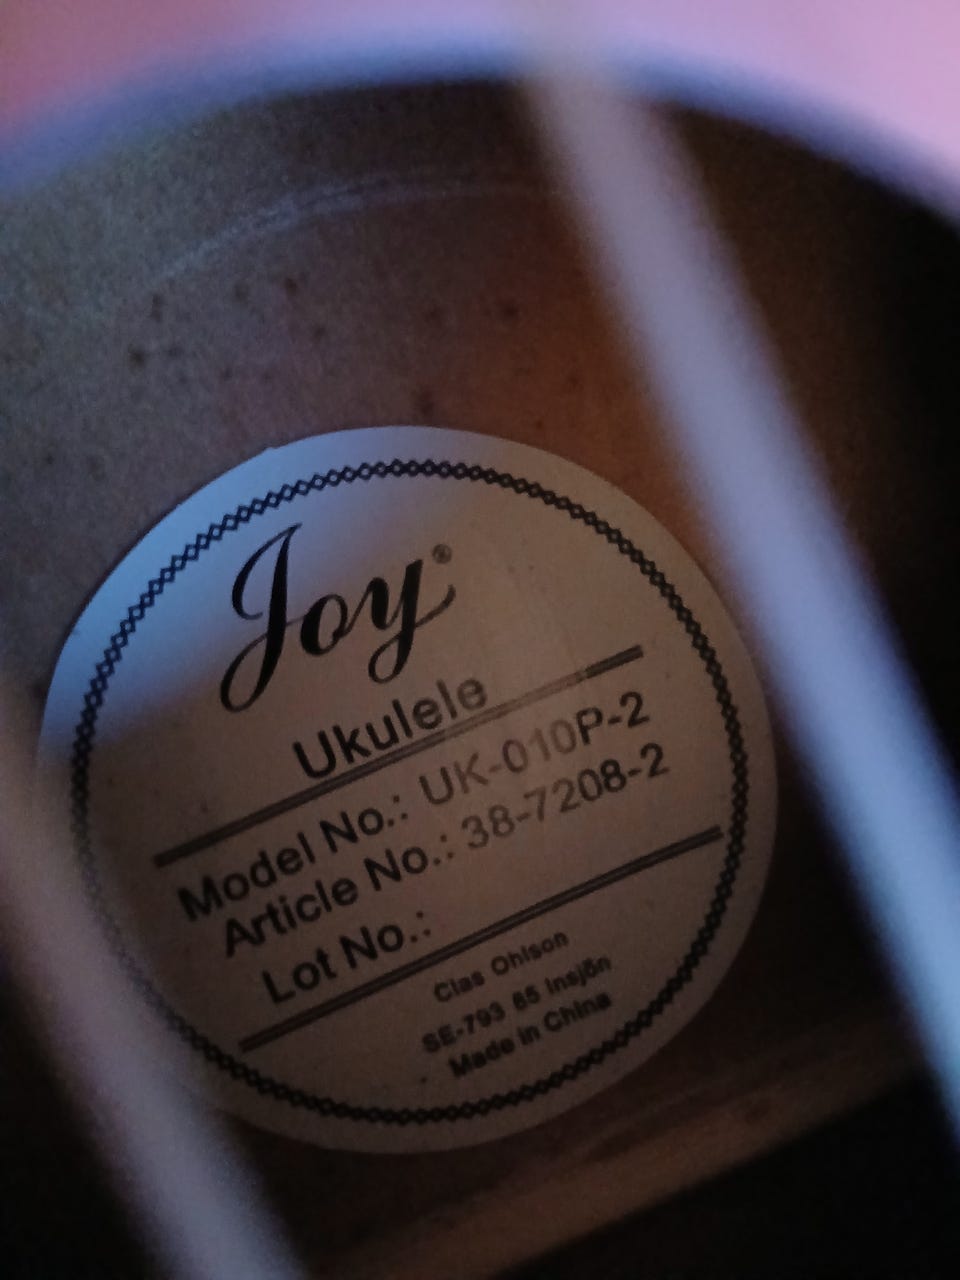 Joy®
Ukulele
Model No.: UK-010P-2
Article No.: 38-7208-2
Lot No.:
Clas Ohlson
SE-793 85 Insjön
Made in China